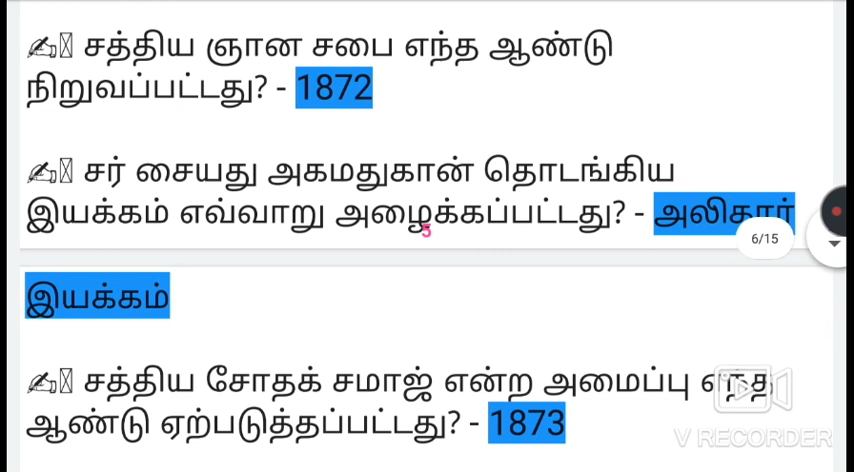 ✍️ சத்திய ஞான சபை எந்த ஆண்டு
நிறுவப்பட்டது? - 1872
✍️ சர் சையது அகமதுகான் தொடங்கிய
இயக்கம் எவ்வாறு அழைக்கப்பட்டது? - அலிகார்
5
6/15
இயக்கம்
✍️ சத்திய சோதக் சமாஜ் என்ற அமைப்பு எந்த
ஆண்டு ஏற்படுத்தப்பட்டது? - 1873
V RECORDER